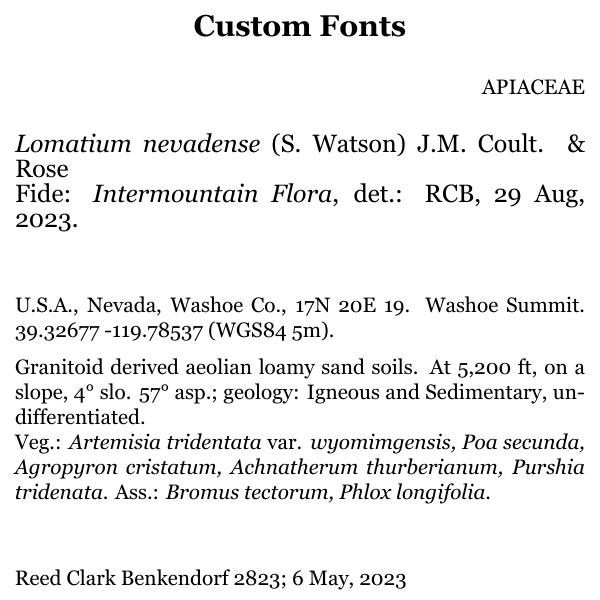 Custom Fonts
APIACEAE
Lomatium nevadense (S. Watson) J.M. Coult. &
Rose
Fide: Intermountain Flora, det.: RCB, 29 Aug,
2023.
U.S.A., Nevada, Washoe Co., 17N 20E 19. Washoe Summit.
39.32677 -119.78537 (WGS84 5m).
Granitoid derived aeolian loamy sand soils. At 5,200 ft, on a
slope, 4° slo. 57° asp.; geology: Igneous and Sedimentary, un-
differentiated.
Veg.: Artemisia tridentata var. wyomimgensis, Poa secunda,
Agropyron cristatum, Achnatherum thurberianum, Purshia
tridenata. Ass.: Bromus tectorum, Phlox longifolia.
Reed Clark Benkendorf 2823; 6 May, 2023